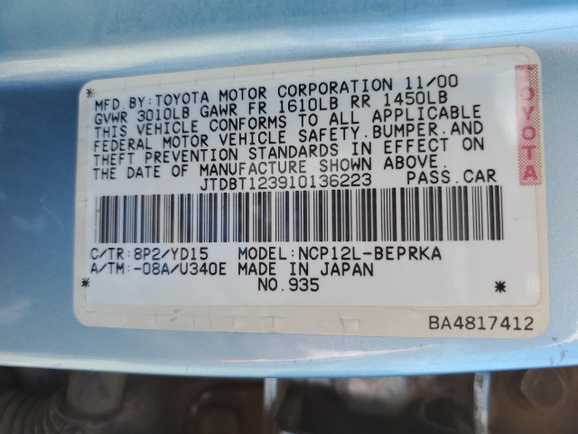 MFD.BY:TOYOTA MOTOR CORPORATION 11/00
GVWR 3010LB GAWR FR 1610LB RR 1450LB
THIS VEHICLE CONFORMS TO ALL APPLICABLE
FEDERAL MOTOR VEHICLE SAFETY.BUMPER.AND
THEFT PREVENTION STANDARDS IN EFFECT ON
THE DATE OF MANUFACTURE SHOWN ABOVE.
JTDBT123910136223 PASS.CAR
TOYOTA
C/TR:8P2/YD15 MODEL:NCP12L-BEPRKA
A/TM:-08A/U340E MADE IN JAPAN
* NO.935 *
BA4817412